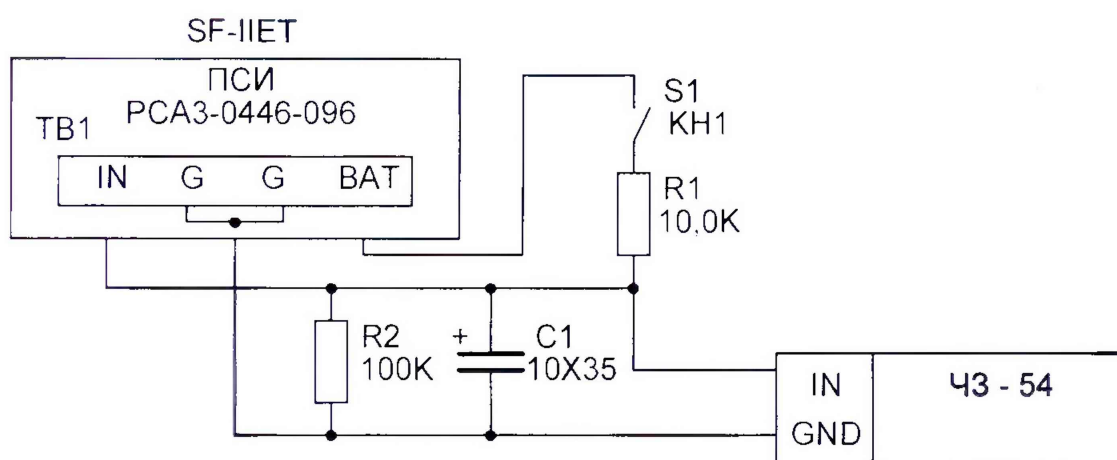 SF-IIET
ПСИ
PCA3-0446-096
TB1
IN G G BAT
S1
KH1
R1
10,0K
R2
100K
+
C1
10X35
IN
GND
Ч3 - 54